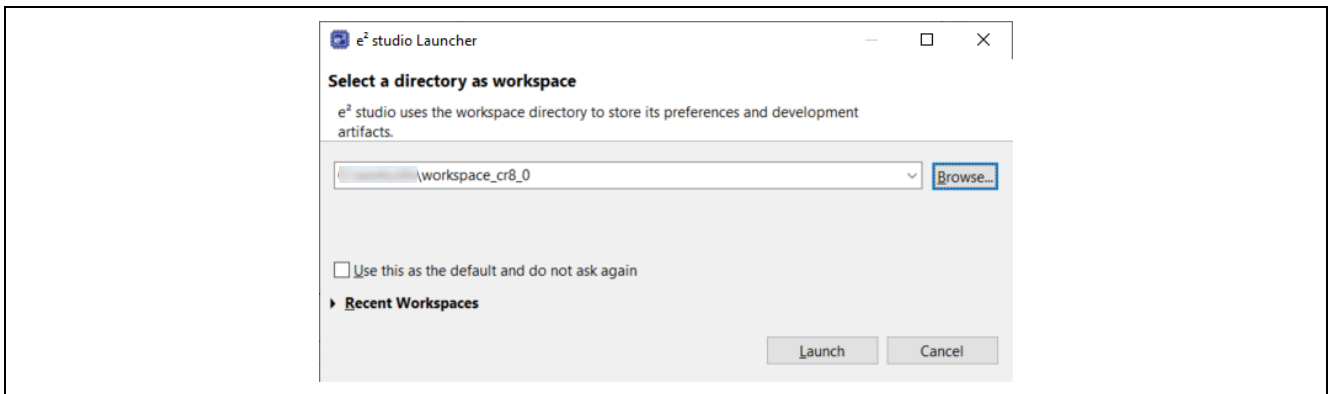 e² studio Launcher
Select a directory as workspace
e² studio uses the workspace directory to store its preferences and development
artifacts.
\workspace_cr8_0
Browse...
Use this as the default and do not ask again
Recent Workspaces
Launch Cancel